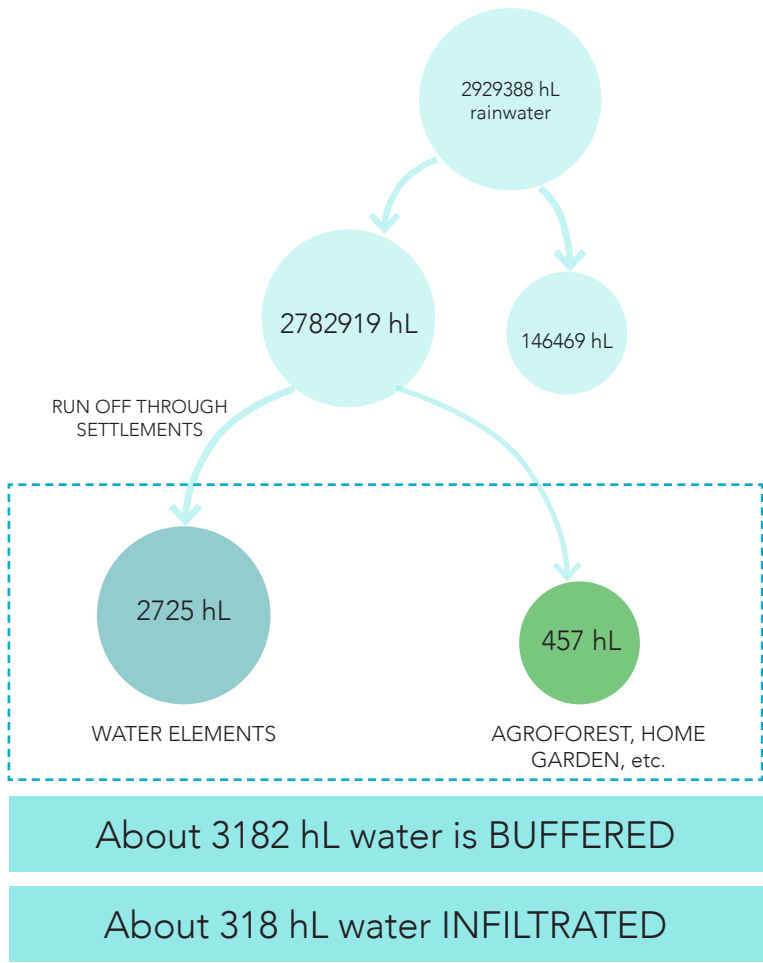 2929388 hL
rainwater
2782919 hL
146469 hL
RUN OFF THROUGH
SETTLEMENTS
2725 hL
457 hL
WATER ELEMENTS
AGROFOREST, HOME
GARDEN, etc.
About 3182 hL water is BUFFERED
About 318 hL water INFILTRATED